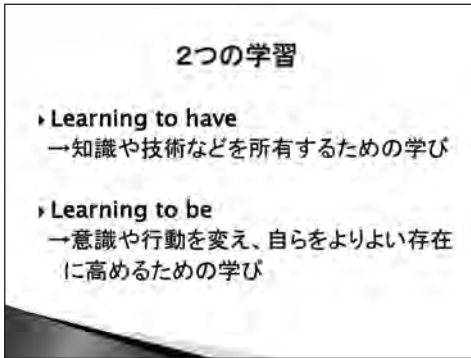 2つの学習
Learning to have
→知識や技術などを所有するための学び
Learning to be
→意識や行動を変え、自らをよりよい存在
に高めるための学び